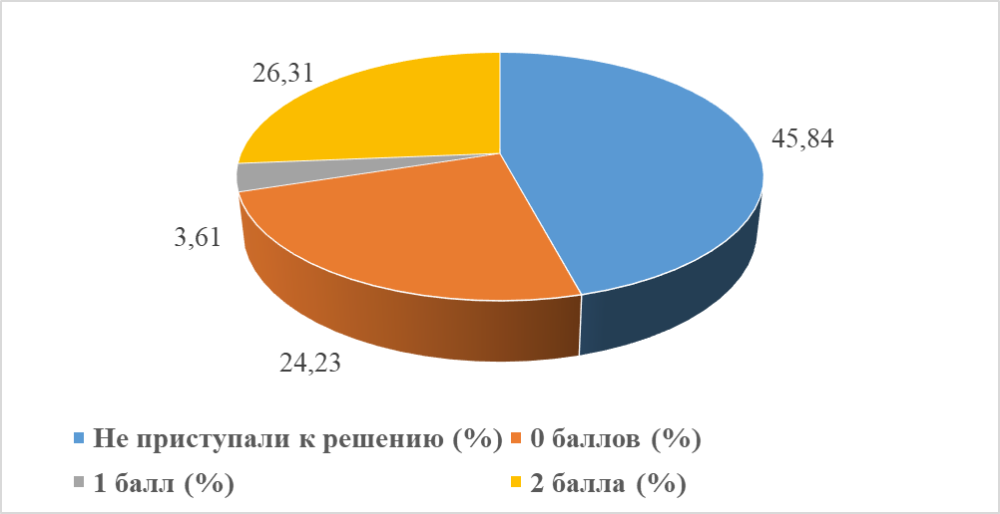 26,31
45,84
3,61
24,23
Не приступали к решению (%) 0 баллов (%)
1 балл (%) 2 балла (%)